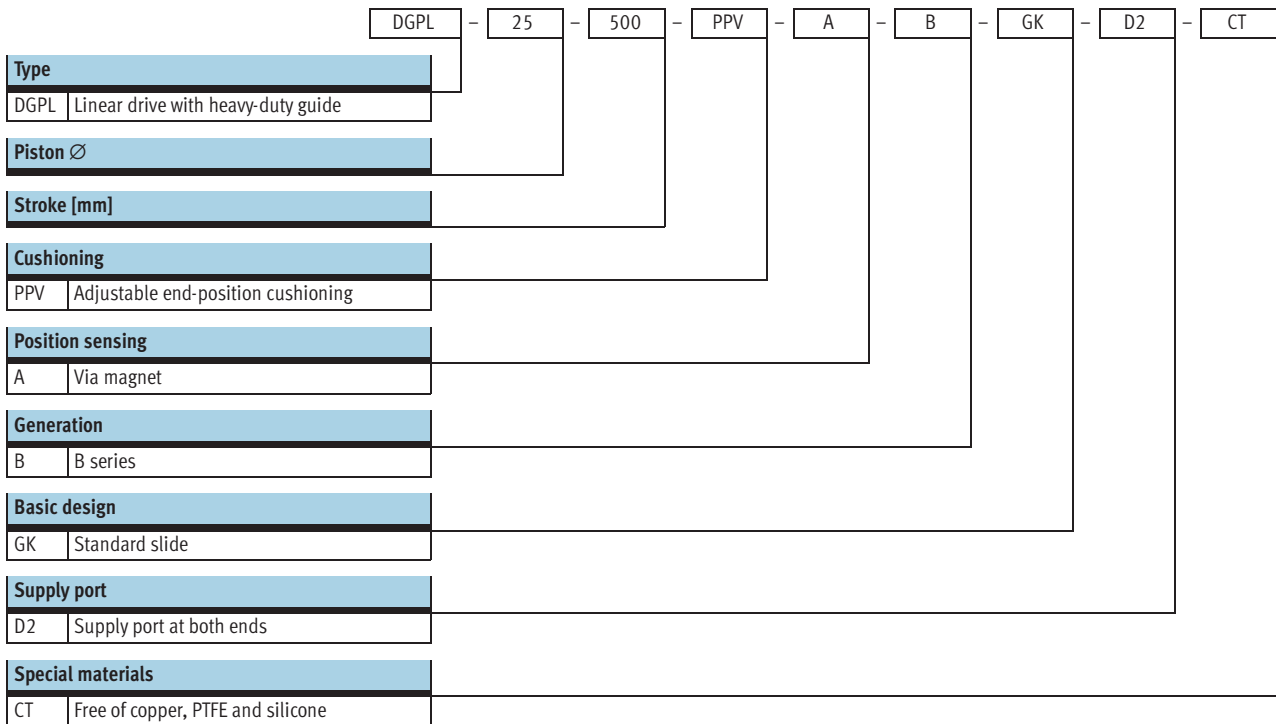 DGPL – 25 – 500 – PPV – A – B – GK – D2 – CT
Type
DGPL Linear drive with heavy-duty guide
Piston ∅
Stroke [mm]
Cushioning
PPV Adjustable end-position cushioning
Position sensing
A Via magnet
Generation
B B series
Basic design
GK Standard slide
Supply port
D2 Supply port at both ends
Special materials
CT Free of copper, PTFE and silicone